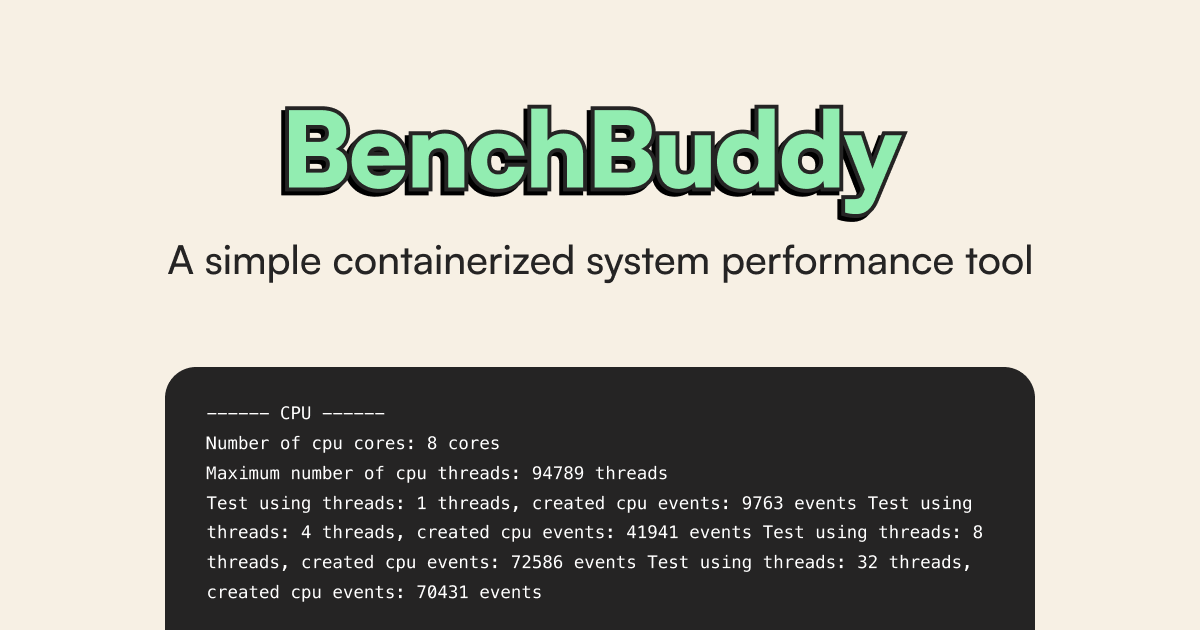 BenchBuddy
A simple containerized system performance tool
------ CPU ------
Number of cpu cores: 8 cores
Maximum number of cpu threads: 94789 threads
Test using threads: 1 threads, created cpu events: 9763 events Test using
threads: 4 threads, created cpu events: 41941 events Test using threads: 8
threads, created cpu events: 72586 events Test using threads: 32 threads,
created cpu events: 70431 events